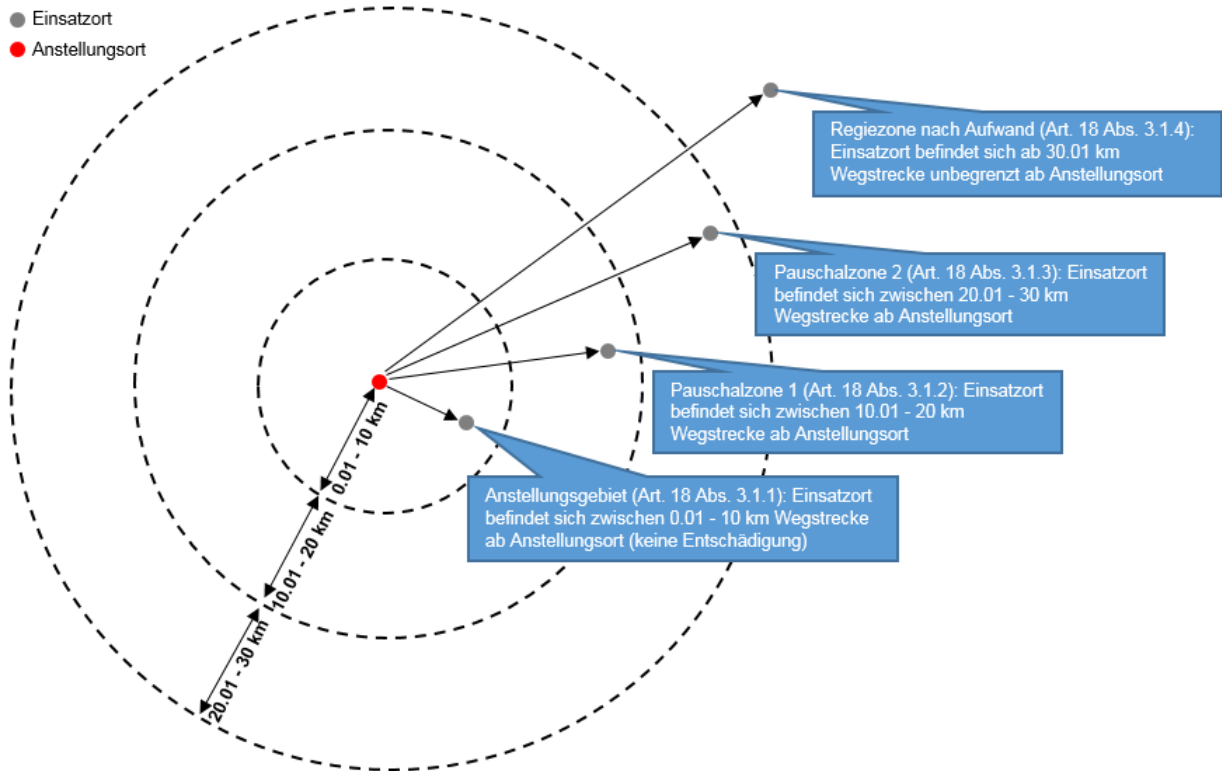 Einsatzort
Anstellungsort
Regiezone nach Aufwand (Art. 18 Abs. 3.1.4):
Einsatzort befindet sich ab 30.01 km
Wegstrecke unbegrenzt ab Anstellungsort
Pauschalzone 2 (Art. 18 Abs. 3.1.3): Einsatzort
befindet sich zwischen 20.01 - 30 km
Wegstrecke ab Anstellungsort
Pauschalzone 1 (Art. 18 Abs. 3.1.2): Einsatzort
befindet sich zwischen 10.01 - 20 km
Wegstrecke ab Anstellungsort
Anstellungsgebiet (Art. 18 Abs. 3.1.1): Einsatzort
befindet sich zwischen 0.01 - 10 km Wegstrecke
ab Anstellungsort (keine Entschädigung)
0.01 - 10 km
10.01 - 20 km
20.01 - 30 km